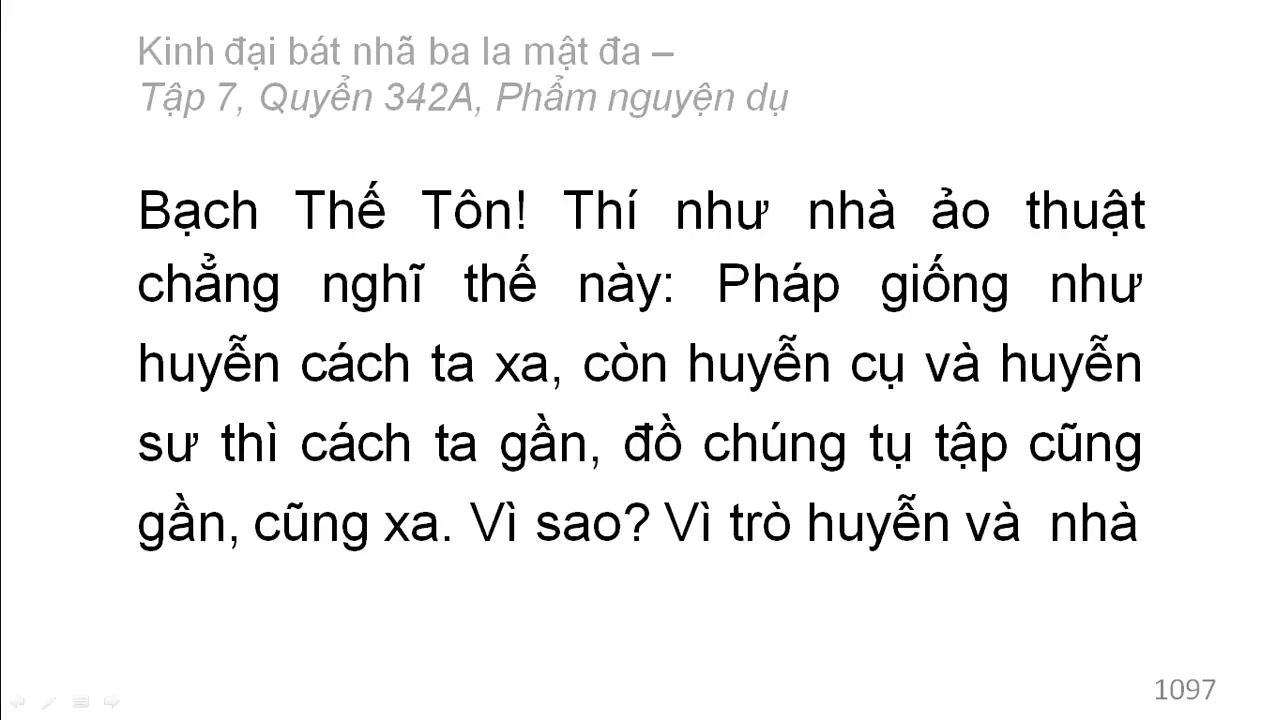 Kinh đại bát nhã ba la mật đa –
Tập 7, Quyển 342A, Phẩm nguyện dụ
Bạch Thế Tôn! Thí như nhà ảo thuật
chẳng nghĩ thế này: Pháp giống như
huyễn cách ta xa, còn huyễn cụ và huyễn
sư thì cách ta gần, đồ chúng tụ tập cũng
gần, cũng xa. Vì sao? Vì trò huyễn và nhà
1097